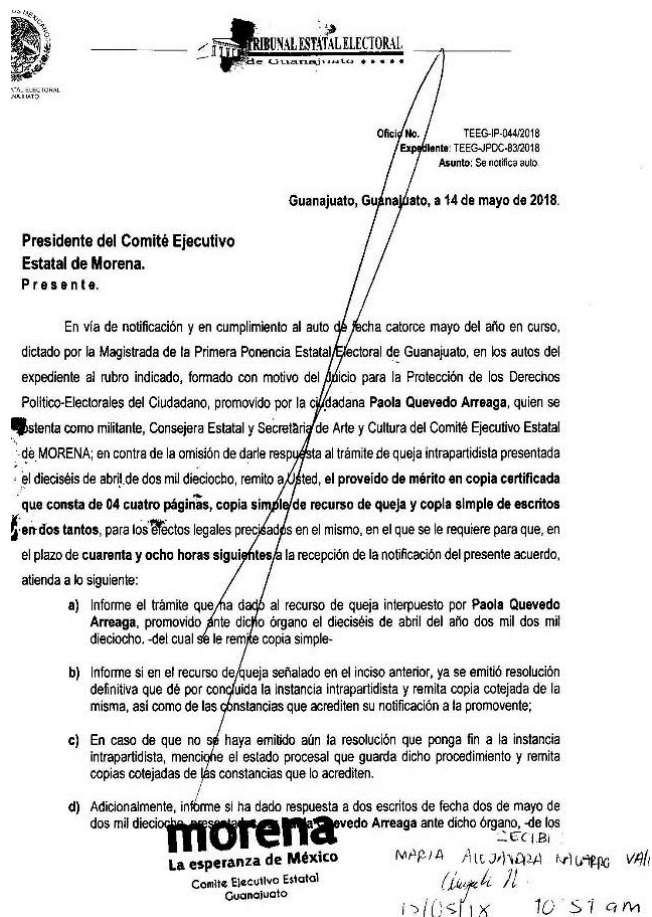 TRIBUNAL ESTATAL ELECTORAL
de Guanajuato
Oficio No. TEEG-IP-044/2018
Expediente: TEEG-JPDC-83/2018
Asunto: Se notifica auto.
Guanajuato, Guanajuato, a 14 de mayo de 2018.
Presidente del Comité Ejecutivo
Estatal de Morena.
P r e s e n t e.
En vía de notificación y en cumplimiento al auto de fecha catorce mayo del año en curso,
dictado por la Magistrada de la Primera Ponencia Estatal Electoral de Guanajuato, en los autos del
expediente al rubro indicado, formado con motivo del Juicio para la Protección de los Derechos
Político-Electorales del Ciudadano, promovido por la ciudadana Paola Quevedo Arreaga, quien se
ostenta como militante, Consejera Estatal y Secretaria de Arte y Cultura del Comité Ejecutivo Estatal
de MORENA; en contra de la omisión de darle respuesta al trámite de queja intrapartidista presentada
el dieciséis de abril de dos mil dieciocho, remito a Usted, el proveído de mérito en copia certificada
que consta de 04 cuatro páginas, copia simple de recurso de queja y copia simple de escritos
en dos tantos, para los efectos legales precisados en el mismo, en el que se le requiere para que, en
el plazo de cuarenta y ocho horas siguientes a la recepción de la notificación del presente acuerdo,
atienda a lo siguiente:
a) Informe el trámite que ha dado al recurso de queja interpuesto por Paola Quevedo
Arreaga, promovido ante dicho órgano el dieciséis de abril del año dos mil dos mil
dieciocho, -del cual se le remite copia simple-
b) Informe si en el recurso de queja señalado en el inciso anterior, ya se emitió resolución
definitiva que dé por concluida la instancia intrapartidista y remita copia cotejada de la
misma, así como de las constancias que acrediten su notificación a la promovente;
c) En caso de que no se haya emitido aún la resolución que ponga fin a la instancia
intrapartidista, mencione el estado procesal que guarda dicho procedimiento y remita
copias cotejadas de las constancias que lo acrediten.
d) Adicionalmente, informe si ha dado respuesta a dos escritos de fecha dos de mayo de
dos mil dieciocho, Quevedo Arreaga ante dicho órgano, -de los
morena
La esperanza de México
Comite Ejecutivo Estatal
Guanajuato
RECIBI
MARIA ALEJANDRA
10:51 am